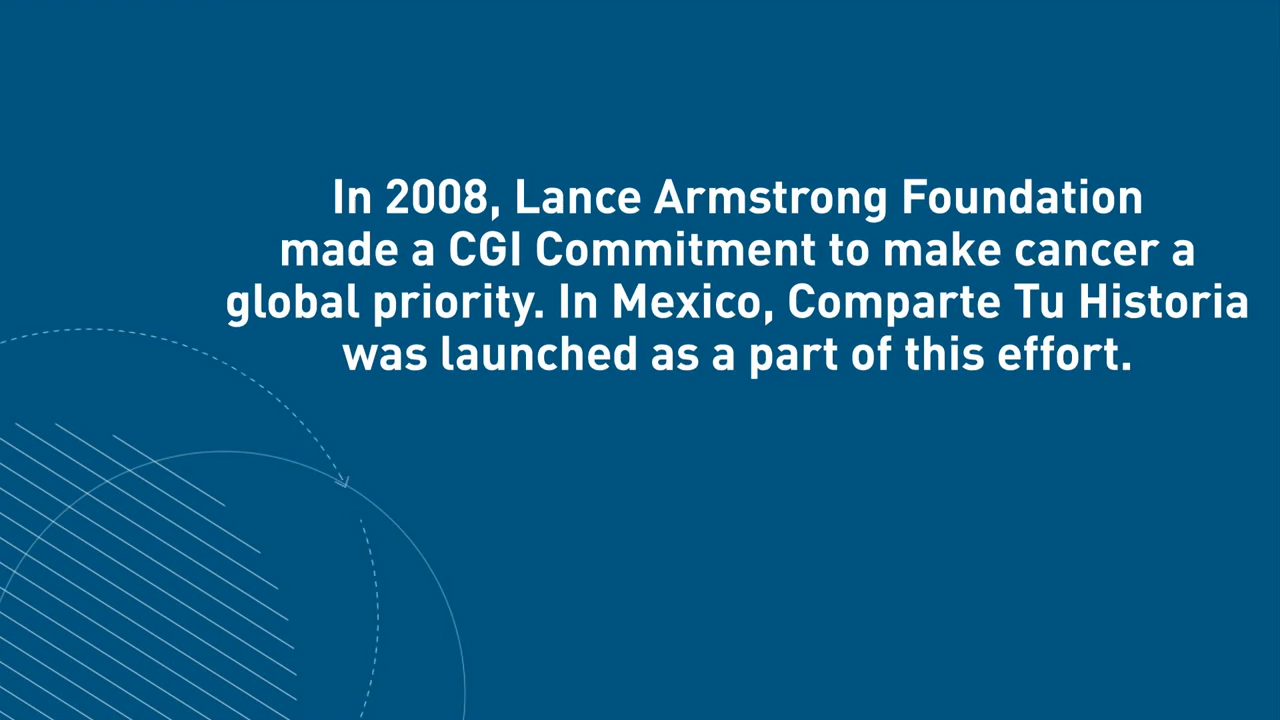 In 2008, Lance Armstrong Foundation
made a CGI Commitment to make cancer a
global priority. In Mexico, Comparte Tu Historia
was launched as a part of this effort.